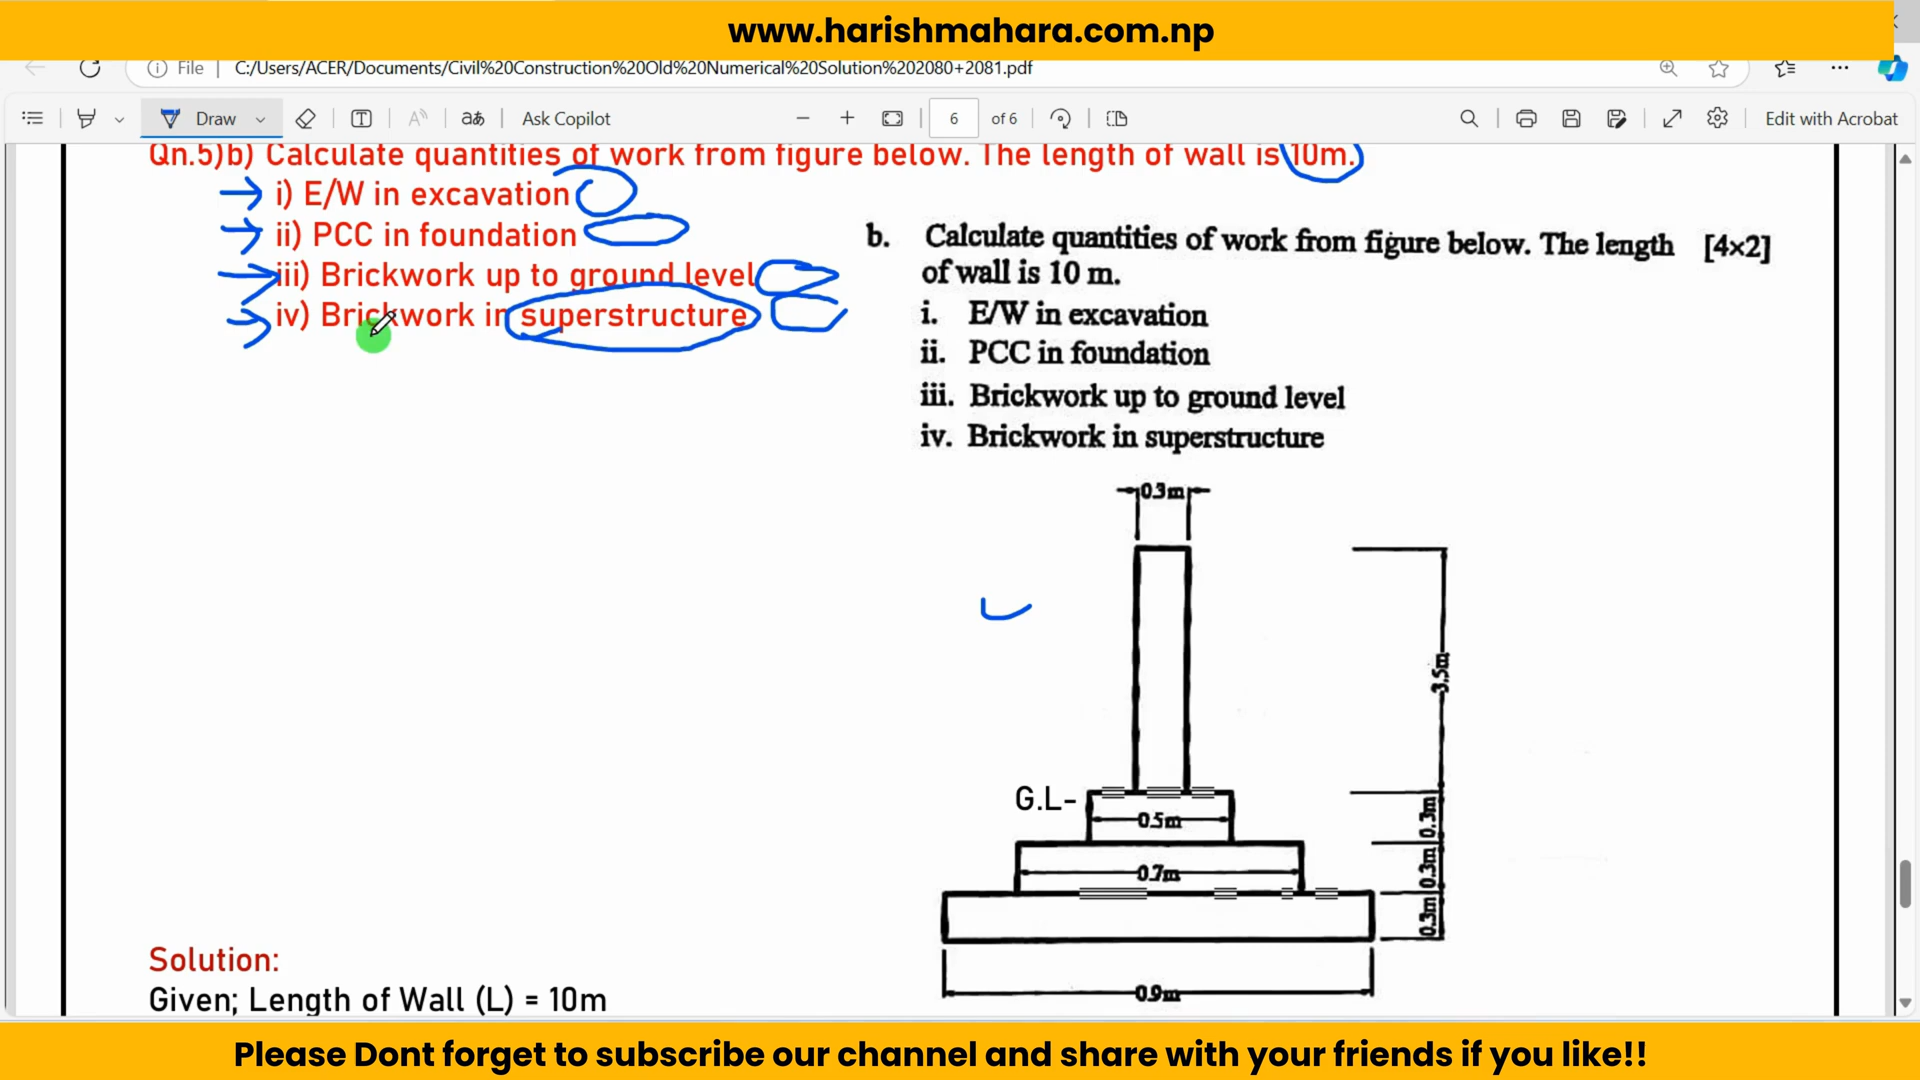 www.harishmahara.com.np
File
C:/Users/ACER/Documents/Civil%20Construction%20Old%20Numerical%20Solution%202080+2081.pdf
Draw
Ask Copilot
6 of 6
Edit with Acrobat
Qn.5)b) Calculate quantities of work from figure below. The length of wall is 10m.
i) E/W in excavation
ii) PCC in foundation
iii) Brickwork up to ground level
iv) Brickwork in superstructure
b. Calculate quantities of work from figure below. The length [4×2]
of wall is 10 m.
i. E/W in excavation
ii. PCC in foundation
iii. Brickwork up to ground level
iv. Brickwork in superstructure
0.3m
3.5m
G.L-
0.5m
0.3m
0.7m
0.3m
0.3m
0.9m
Solution:
Given; Length of Wall (L) = 10m
Please Dont forget to subscribe our channel and share with your friends if you like!!